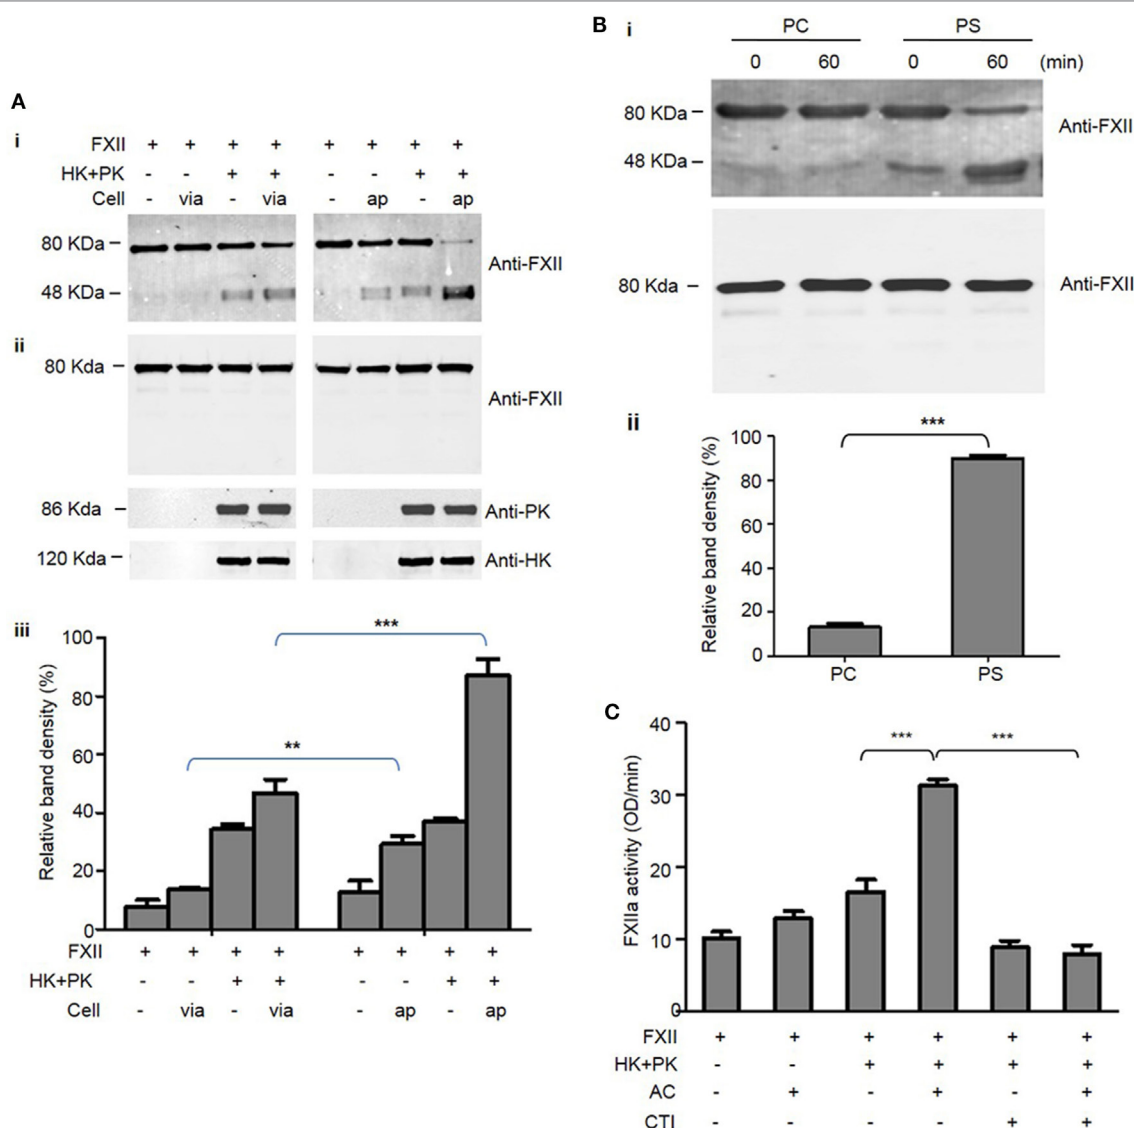 A
i
FXII + + + + + + + +
HK+PK - - + + - - + +
Cell - via - via - ap - ap
80 KDa
48 KDa
Anti-FXII
ii
80 Kda
Anti-FXII
86 Kda
Anti-PK
120 Kda
Anti-HK
iii
Relative band density (%)
100
80
60
40
20
0
**
***
FXII + + + + + + + +
HK+PK - - + + - - + +
Cell - via - via - ap - ap
B
i
PC PS
0 60 0 60 (min)
80 KDa
48 KDa
Anti-FXII
80 Kda
Anti-FXII
ii
Relative band density (%)
100
80
60
40
20
0
***
PC PS
C
FXIIa activity (OD/min)
40
30
20
10
0
*** ***
FXII + + + + + +
HK+PK - - + + + +
AC - + - + - +
CTI - - - - + +